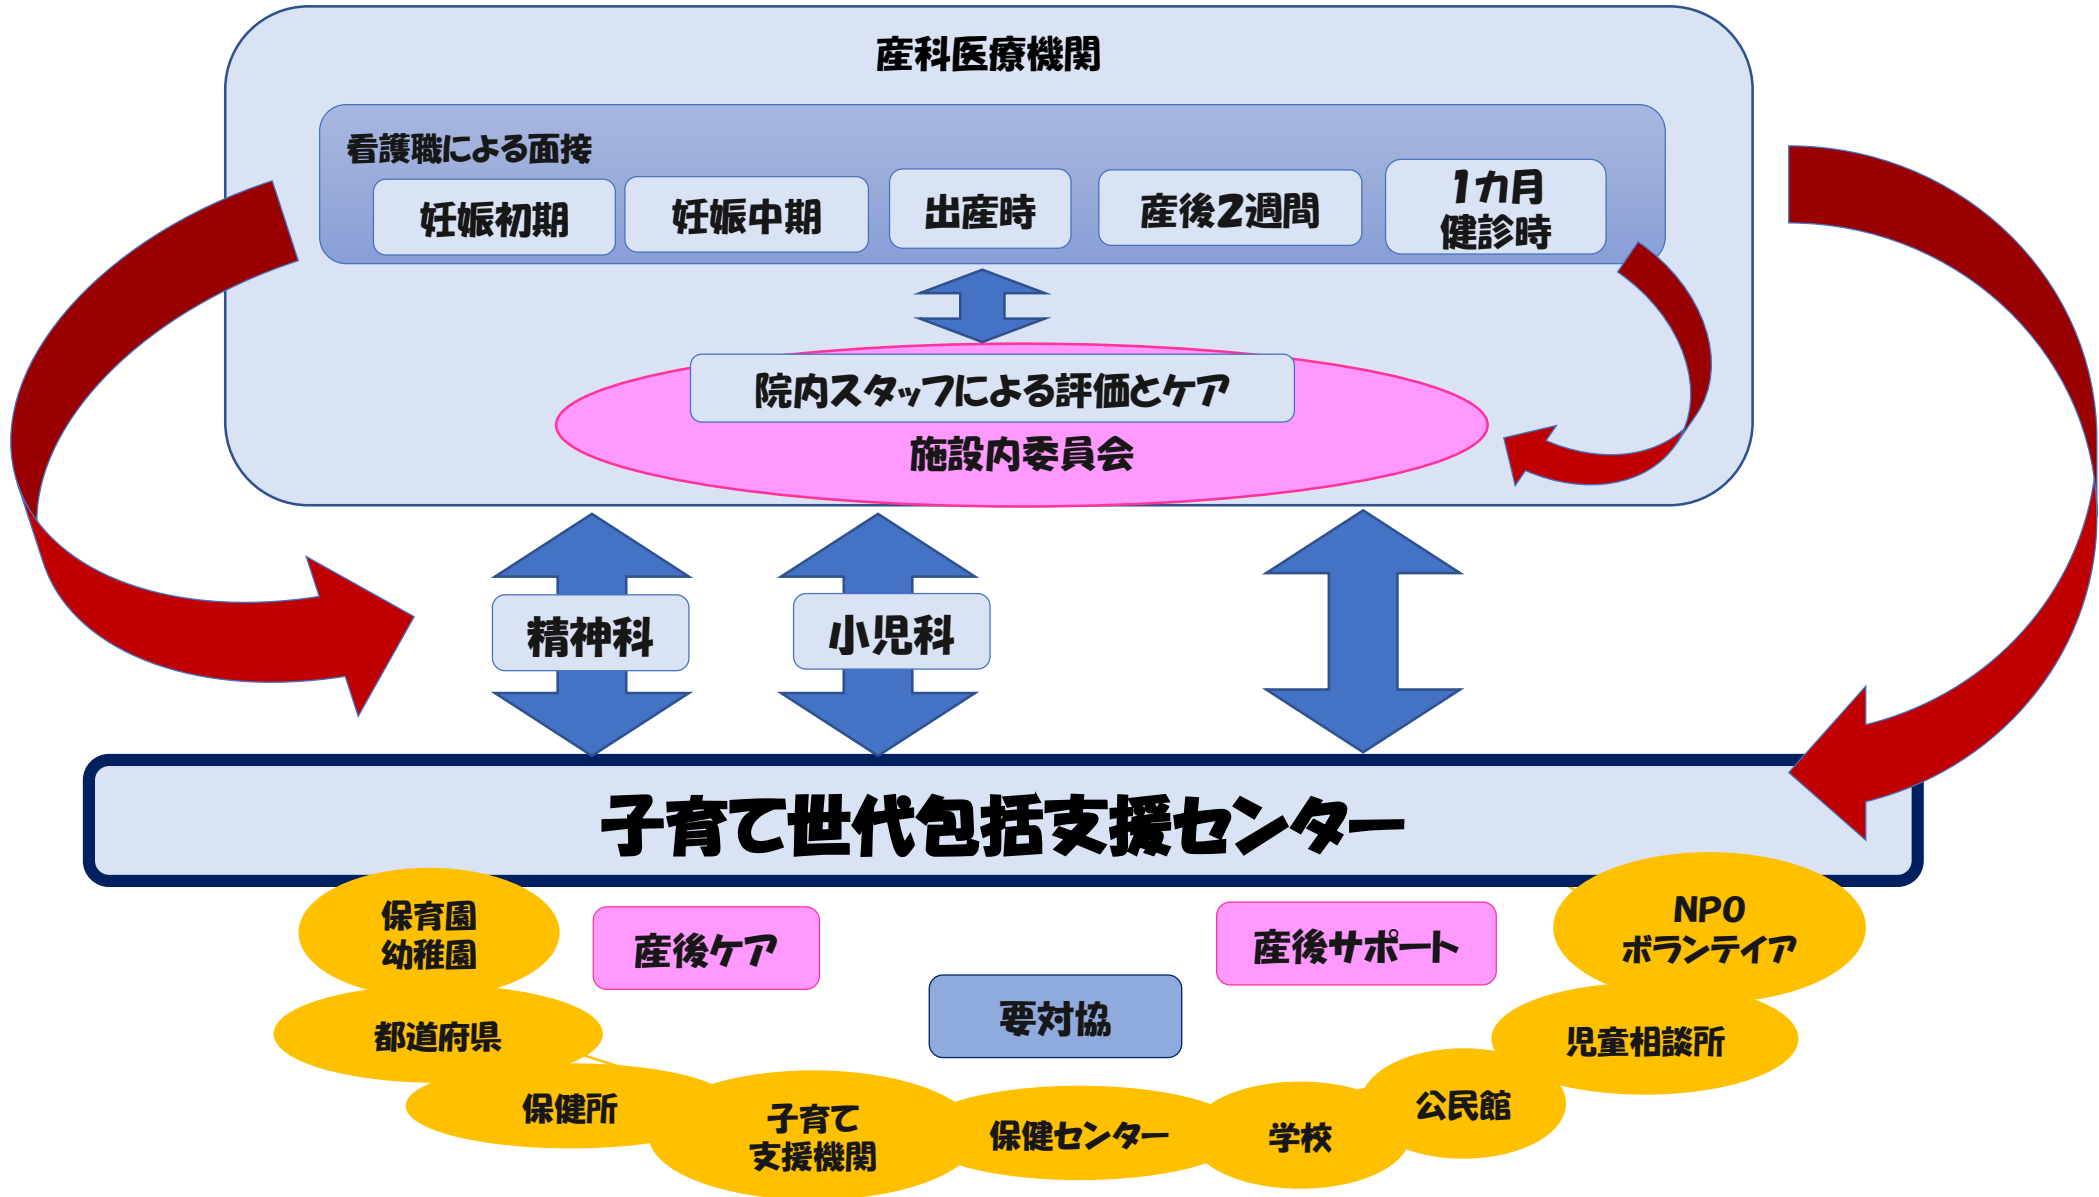 産科医療機関
看護職による面接
妊娠初期
妊娠中期
出産時
産後2週間
1カ月
健診時
院内スタッフによる評価とケア
施設内委員会
精神科
小児科
子育て世代包括支援センター
保育園
幼稚園
産後ケア
産後サポート
NPO
ボランテイア
要対協
都道府県
児童相談所
保健所
子育て
支援機関
保健センター
学校
公民館